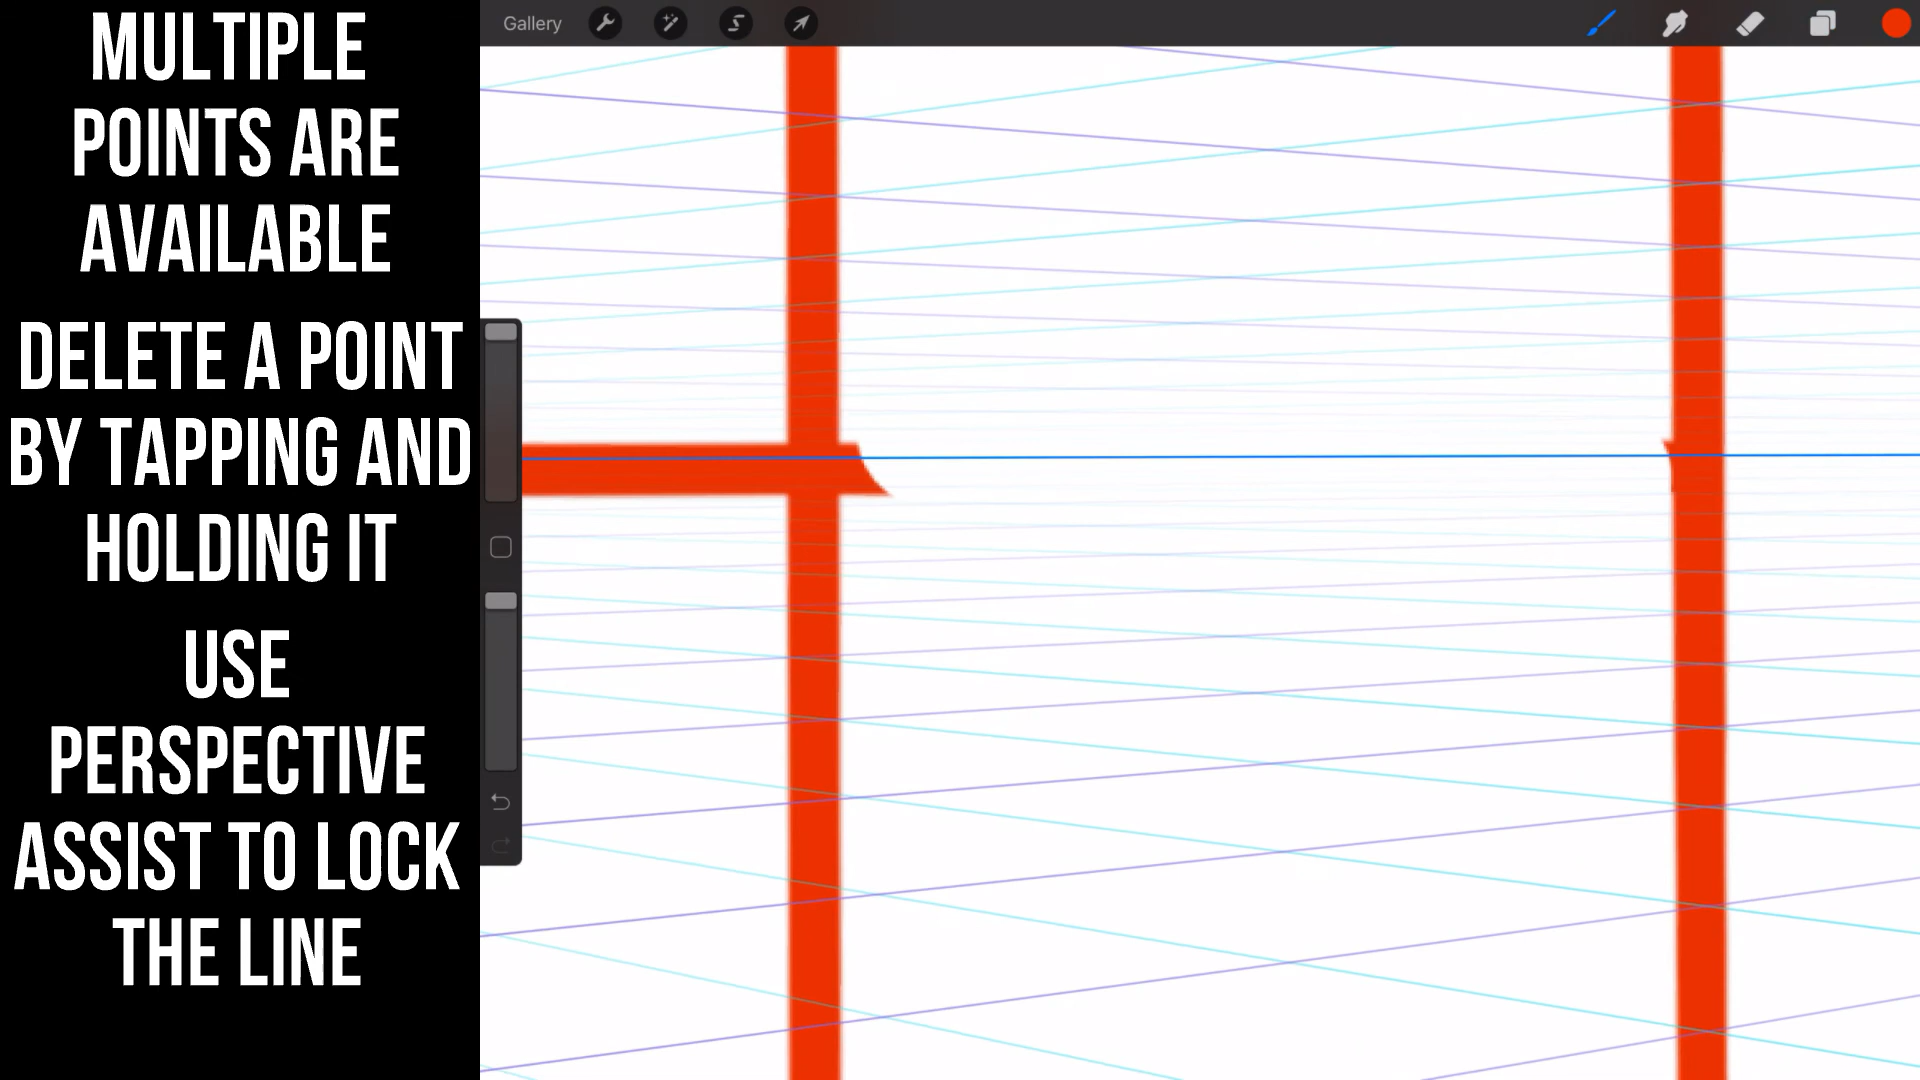 MULTIPLE
POINTS ARE
AVAILABLE
DELETE A POINT
BY TAPPING AND
HOLDING IT
USE
PERSPECTIVE
ASSIST TO LOCK
THE LINE
Gallery